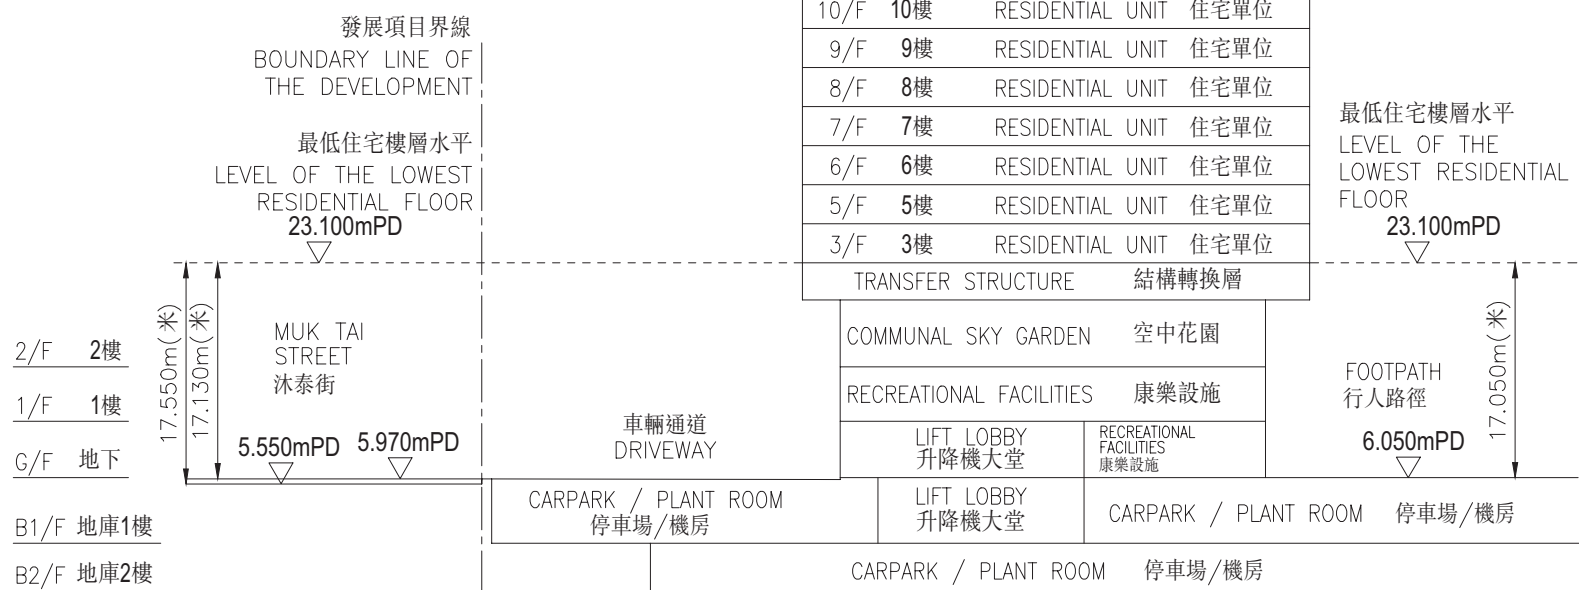 發展項目界線
BOUNDARY LINE OF
THE DEVELOPMENT
最低住宅樓層水平
LEVEL OF THE LOWEST
RESIDENTIAL FLOOR
23.100mPD
10/F 10樓 RESIDENTIAL UNIT 住宅單位
9/F 9樓 RESIDENTIAL UNIT 住宅單位
8/F 8樓 RESIDENTIAL UNIT 住宅單位
7/F 7樓 RESIDENTIAL UNIT 住宅單位
6/F 6樓 RESIDENTIAL UNIT 住宅單位
5/F 5樓 RESIDENTIAL UNIT 住宅單位
3/F 3樓 RESIDENTIAL UNIT 住宅單位
最低住宅樓層水平
LEVEL OF THE
LOWEST RESIDENTIAL
FLOOR
23.100mPD
TRANSFER STRUCTURE 結構轉換層
2/F 2樓
1/F 1樓
G/F 地下
B1/F 地庫1樓
B2/F 地庫2樓
17.550m(米)
17.130m(米)
MUK TAI
STREET
沐泰街
5.550mPD
5.970mPD
車輛通道
DRIVEWAY
COMMUNAL SKY GARDEN 空中花園
RECREATIONAL FACILITIES 康樂設施
LIFT LOBBY
升降機大堂
RECREATIONAL
FACILITIES
康樂設施
FOOTPATH
行人路徑
6.050mPD
17.050m(米)
CARPARK / PLANT ROOM
停車場/機房
LIFT LOBBY
升降機大堂
CARPARK / PLANT ROOM 停車場/機房
CARPARK / PLANT ROOM 停車場/機房